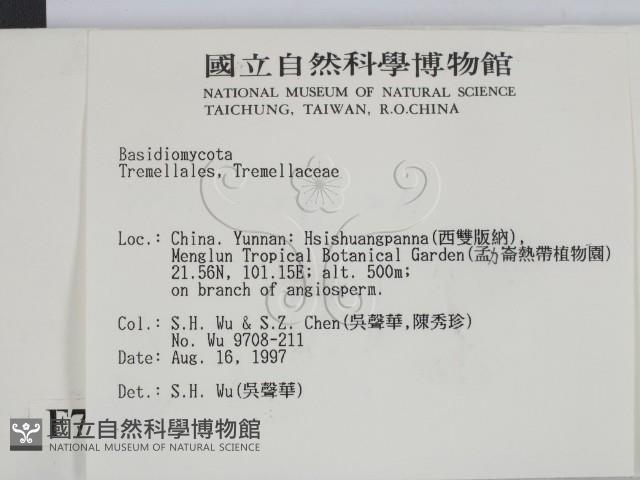 國立自然科學博物館
NATIONAL MUSEUM OF NATURAL SCIENCE
TAICHUNG, TAIWAN, R.O.CHINA
Basidiomycota
Tremellales, Tremellaceae
Loc.: China. Yunnan: Hsishuangpanna(西雙版納),
Menglun Tropical Botanical Garden(孟力崙熱帶植物園)
21.56N, 101.15E; alt. 500m;
on branch of angiosperm.
Col.: S.H. Wu & S.Z. Chen(吳聲華,陳秀珍)
No. Wu 9708-211
Date: Aug. 16, 1997
Det.: S.H. Wu(吳聲華)
F7
國立自然科學博物館
NATIONAL MUSEUM OF NATURAL SCIENCE